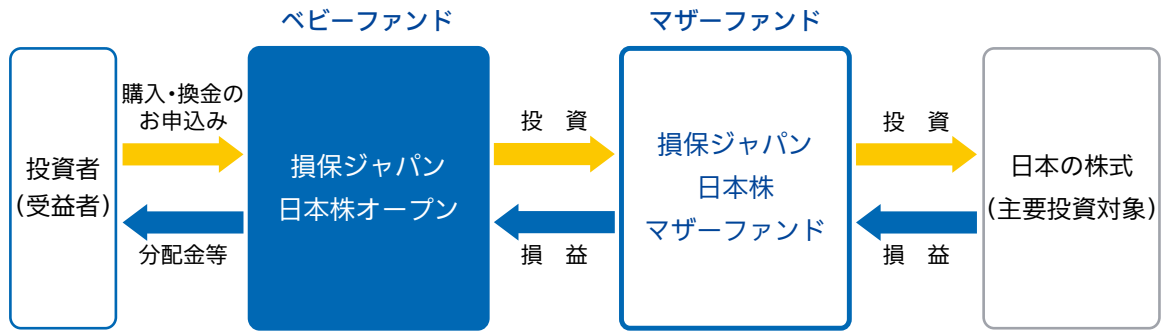 ベビーファンド
マザーファンド
投資者
(受益者)
購入・換金の
お申込み
分配金等
損保ジャパン
日本株オープン
投　資
損　益
損保ジャパン
日本株
マザーファンド
投　資
損　益
日本の株式
(主要投資対象)